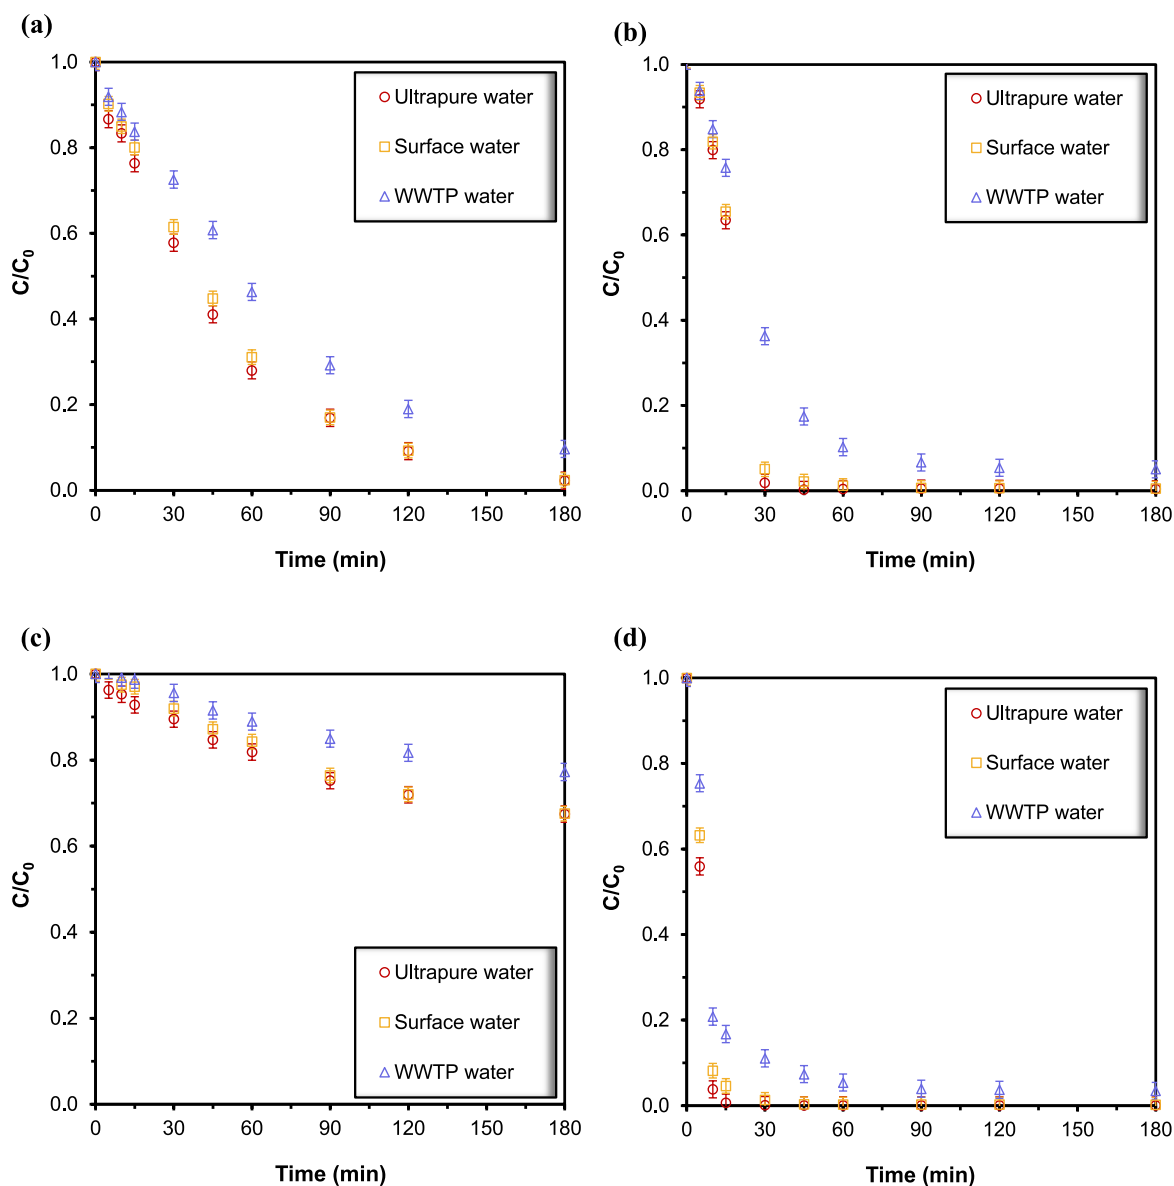 (a)
1.0
0.8
0.6
0.4
0.2
0.0
C/C0
0 30 60 90 120 150 180
Time (min)
Ultrapure water
Surface water
WWTP water
(b)
1.0
0.8
0.6
0.4
0.2
0.0
C/C0
0 30 60 90 120 150 180
Time (min)
Ultrapure water
Surface water
WWTP water
(c)
1.0
0.8
0.6
0.4
0.2
0.0
C/C0
0 30 60 90 120 150 180
Time (min)
Ultrapure water
Surface water
WWTP water
(d)
1.0
0.8
0.6
0.4
0.2
0.0
C/C0
0 30 60 90 120 150 180
Time (min)
Ultrapure water
Surface water
WWTP water